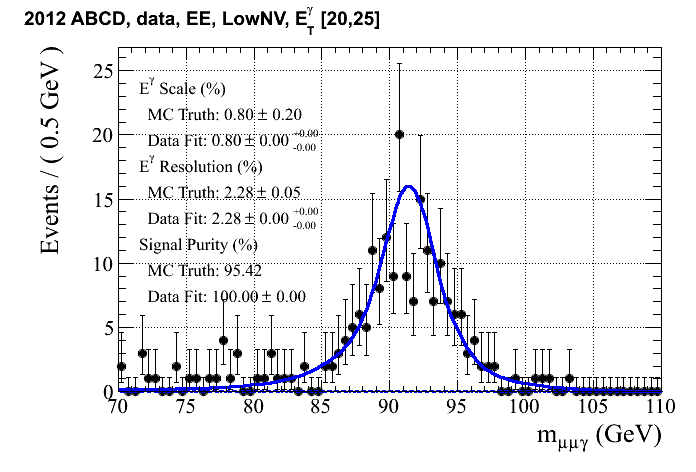 2012 ABCD, data, EE, LowNV, E_T^γ [20,25]
Events / ( 0.5 GeV )
25
20
15
10
5
0
E^γ Scale (%)
MC Truth: 0.80 ± 0.20
Data Fit: 0.80 ± 0.00 +0.00 -0.00
E^γ Resolution (%)
MC Truth: 2.28 ± 0.05
Data Fit: 2.28 ± 0.00 +0.00 -0.00
Signal Purity (%)
MC Truth: 95.42
Data Fit: 100.00 ± 0.00
70 75 80 85 90 95 100 105 110
m_μμγ (GeV)